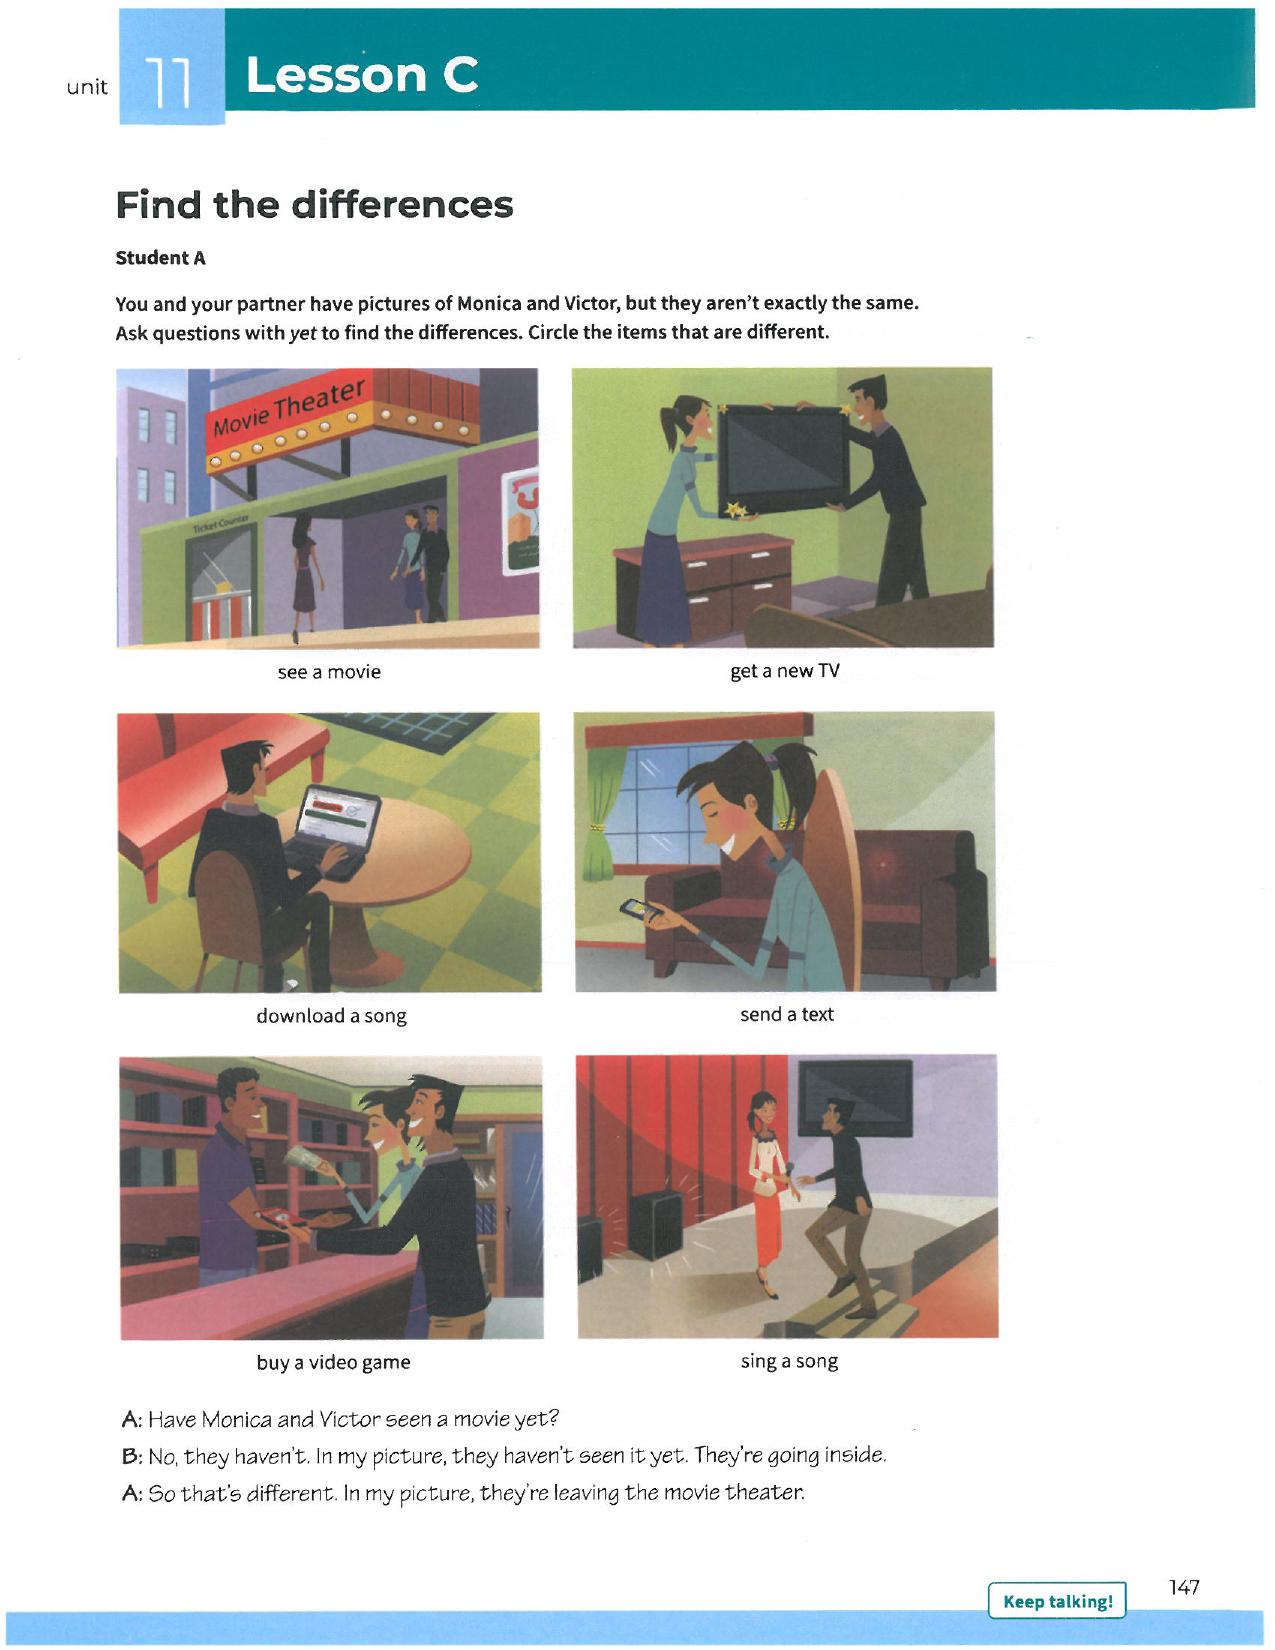 unit 11 Lesson C
Find the differences
Student A
You and your partner have pictures of Monica and Victor, but they aren't exactly the same.
Ask questions with yet to find the differences. Circle the items that are different.
Movie Theater
Ticket Counter
see a movie
get a new TV
download a song
send a text
buy a video game
sing a song
A: Have Monica and Victor seen a movie yet?
B: No, they haven't. In my picture, they haven't seen it yet. They're going inside.
A: So that's different. In my picture, they're leaving the movie theater.
Keep talking!
147